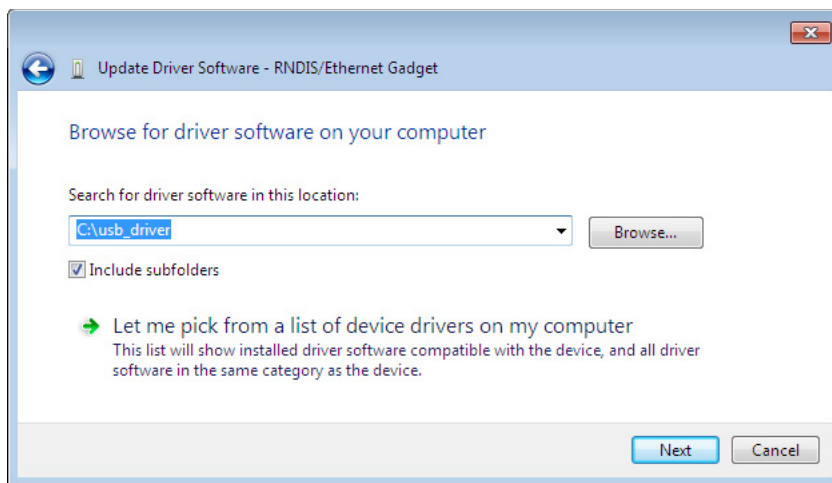 Update Driver Software - RNDIS/Ethernet Gadget
Browse for driver software on your computer
Search for driver software in this location:
C:\usb_driver
Browse...
Include subfolders
Let me pick from a list of device drivers on my computer
This list will show installed driver software compatible with the device, and all driver
software in the same category as the device.
Next
Cancel